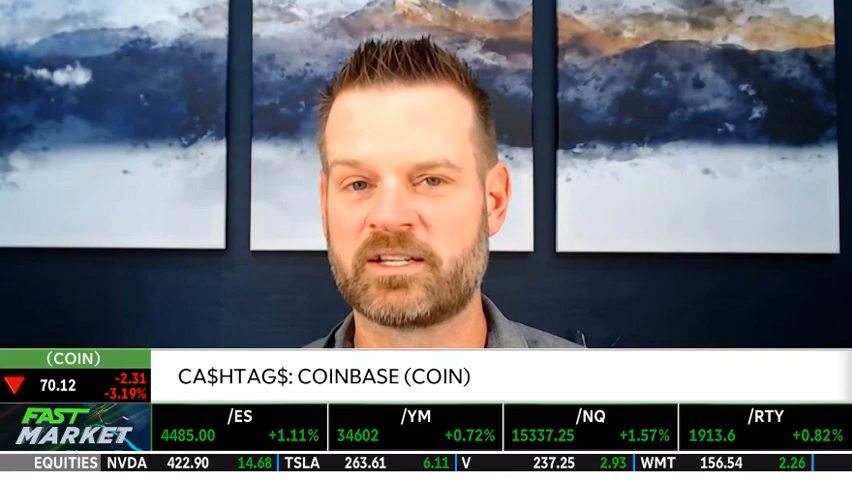 (COIN)
70.12
-2.31
-3.19%
CA$HTAG$: COINBASE (COIN)
FAST
MARKET
/ES
4485.00 +1.11%
/YM
34602 +0.72%
/NQ
15337.25 +1.57%
/RTY
1913.6 +0.82%
EQUITIES NVDA 422.90 14.68 TSLA 263.61 6.11 V 237.25 2.93 WMT 156.54 2.26